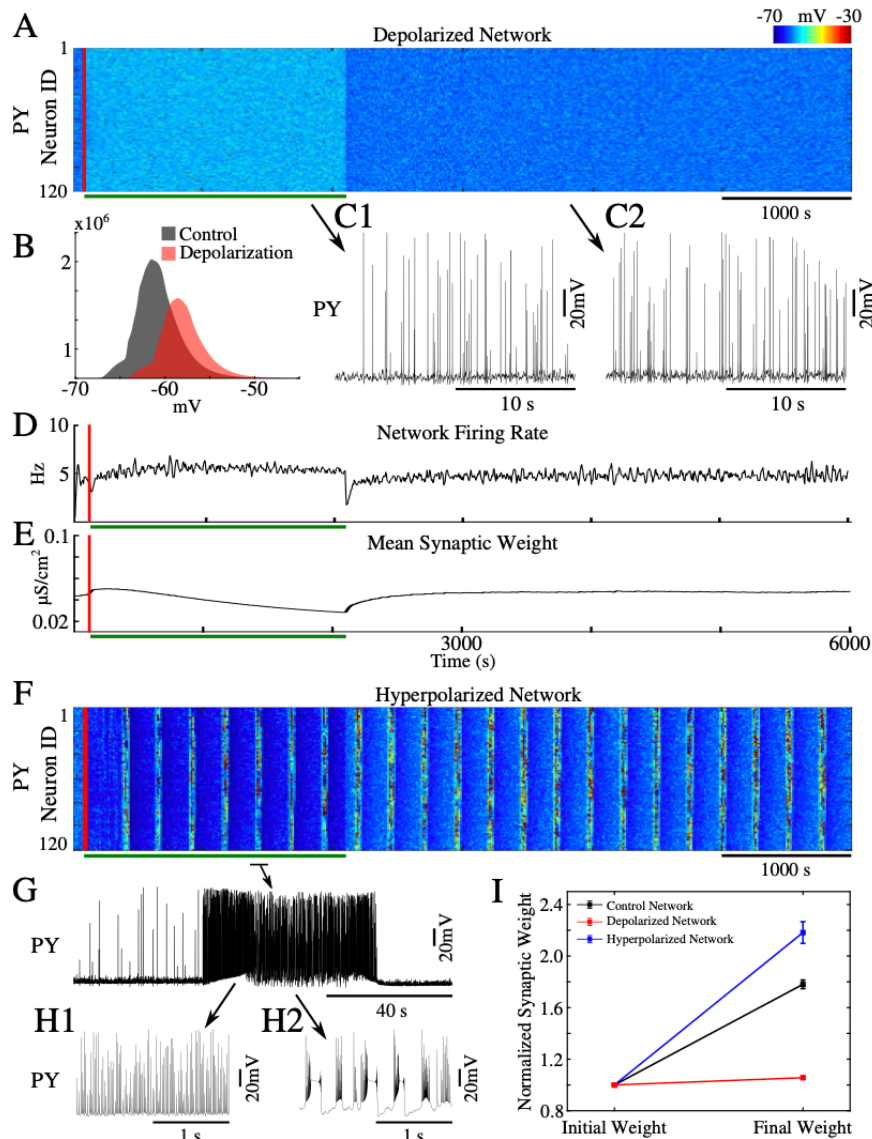 A
Depolarized Network
-70 mV -30
1
PY
Neuron ID
120
1000 s
B
x10⁶
2
1
Control
Depolarization
-70
-60
-50
mV
C1
C2
PY
20mV
20mV
10 s
10 s
D
10
5
Hz
Network Firing Rate
E
0.1
0.02
µS/cm²
Mean Synaptic Weight
3000
6000
Time (s)
F
Hyperpolarized Network
1
PY
Neuron ID
120
1000 s
G
PY
20mV
40 s
H1
H2
PY
20mV
20mV
1 s
1 s
I
Normalized Synaptic Weight
2.4
2.0
1.6
1.2
0.8
Control Network
Depolarized Network
Hyperpolarized Network
Initial Weight
Final Weight